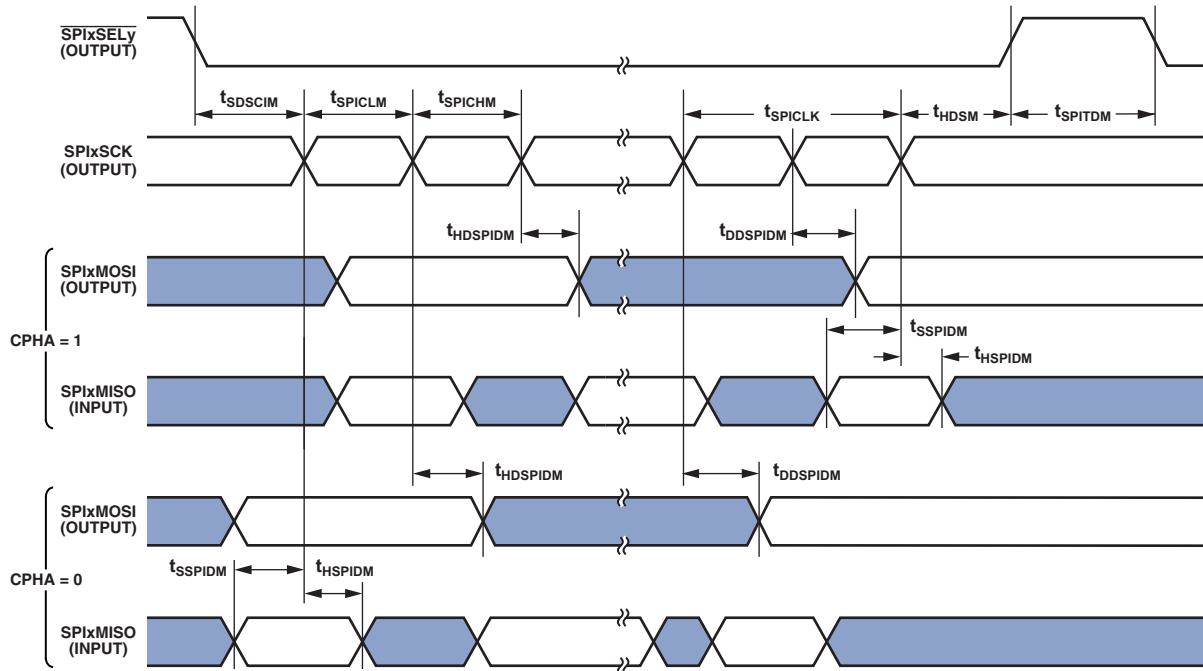 SPIxSELy
(OUTPUT)
tSDSCIM
tSPICLM
tSPICHM
tSPICLK
tHDSM
tSPITDM
SPIxSCK
(OUTPUT)
tHDSPIDM
tDDSPIDM
SPIxMOSI
(OUTPUT)
CPHA = 1
tSSPIDM
tHSPIDM
SPIxMISO
(INPUT)
tHDSPIDM
tDDSPIDM
SPIxMOSI
(OUTPUT)
CPHA = 0
tSSPIDM
tHSPIDM
SPIxMISO
(INPUT)